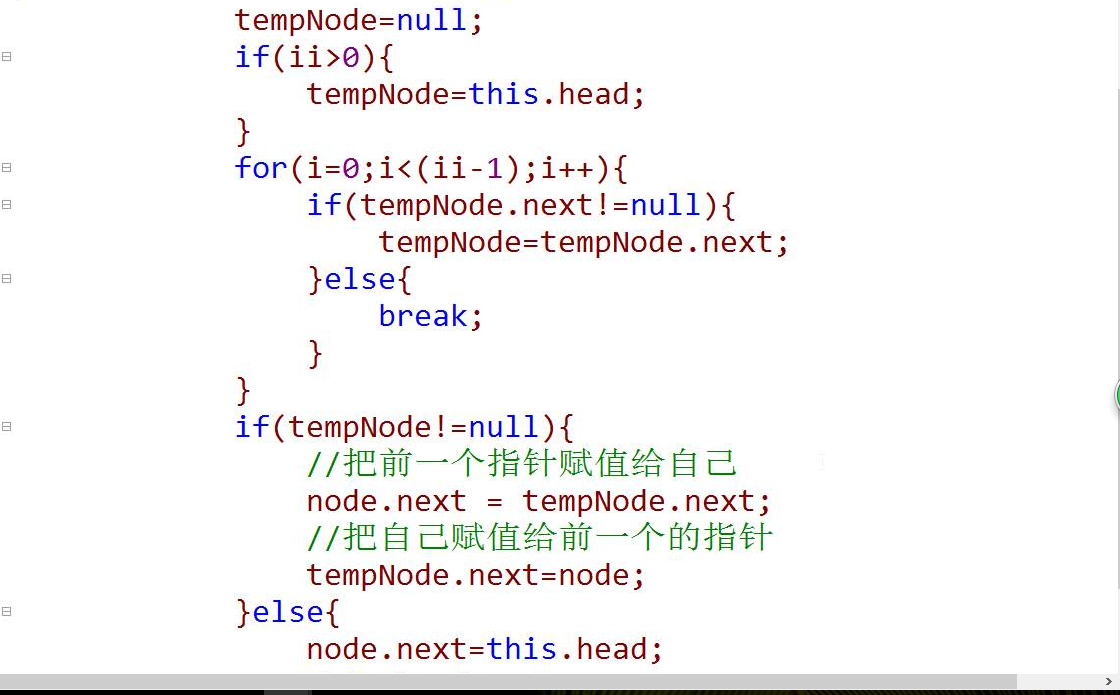 tempNode=null;
if(ii>0){
tempNode=this.head;
}
for(i=0;i<(ii-1);i++){
if(tempNode.next!=null){
tempNode=tempNode.next;
}else{
break;
}
}
if(tempNode!=null){
//把前一个指针赋值给自己
node.next = tempNode.next;
//把自己赋值给前一个的指针
tempNode.next=node;
}else{
node.next=this.head;